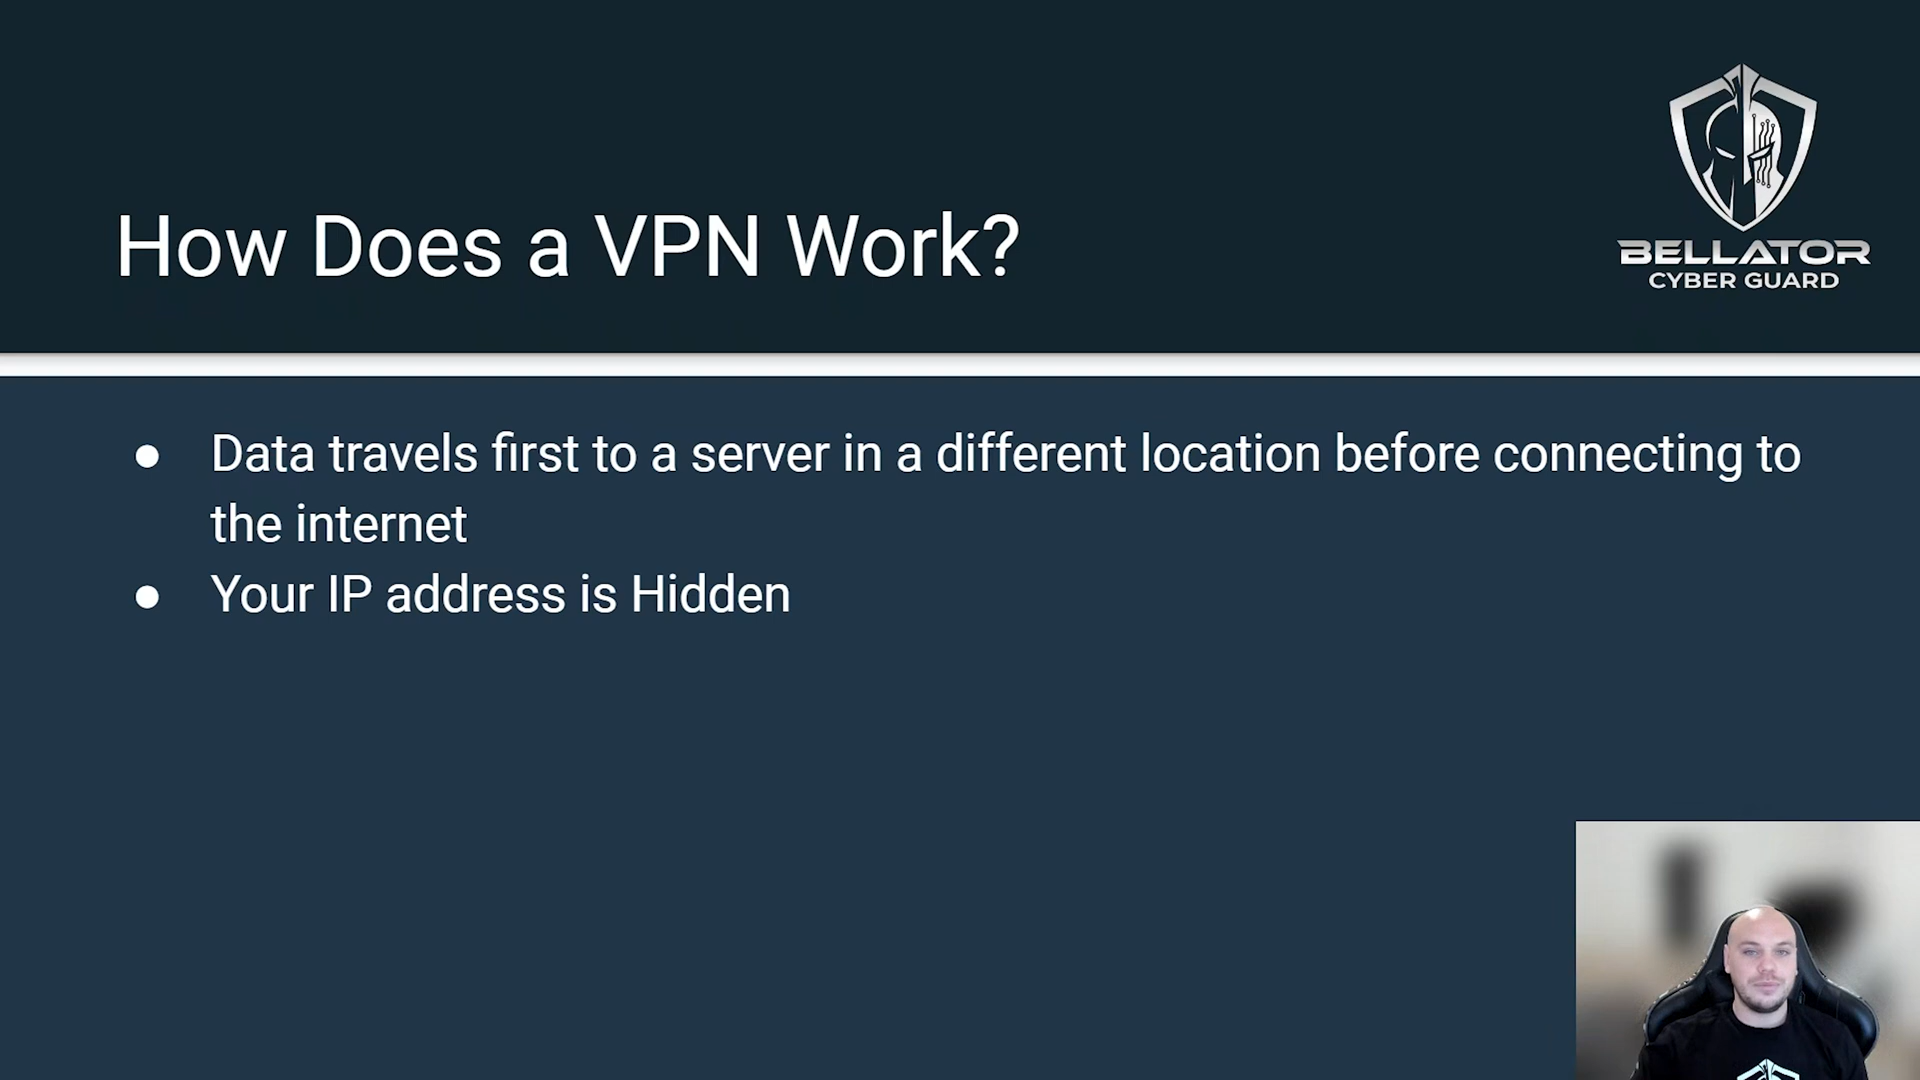 How Does a VPN Work?
BELLATOR
CYBER GUARD
● Data travels first to a server in a different location before connecting to
the internet
● Your IP address is Hidden